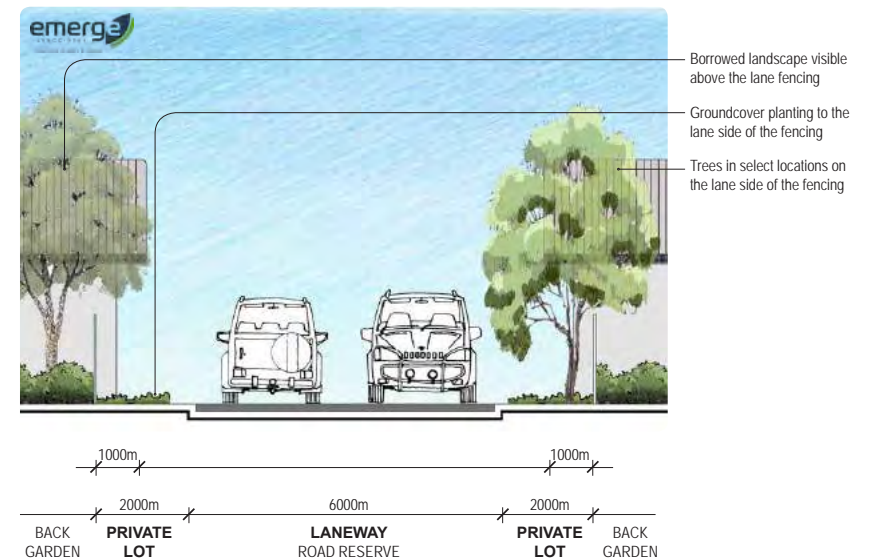 emerge
Borrowed landscape visible
above the lane fencing
Groundcover planting to the
lane side of the fencing
Trees in select locations on
the lane side of the fencing
1000m
1000m
2000m
6000m
2000m
BACK
GARDEN
PRIVATE
LOT
LANEWAY
ROAD RESERVE
PRIVATE
LOT
BACK
GARDEN